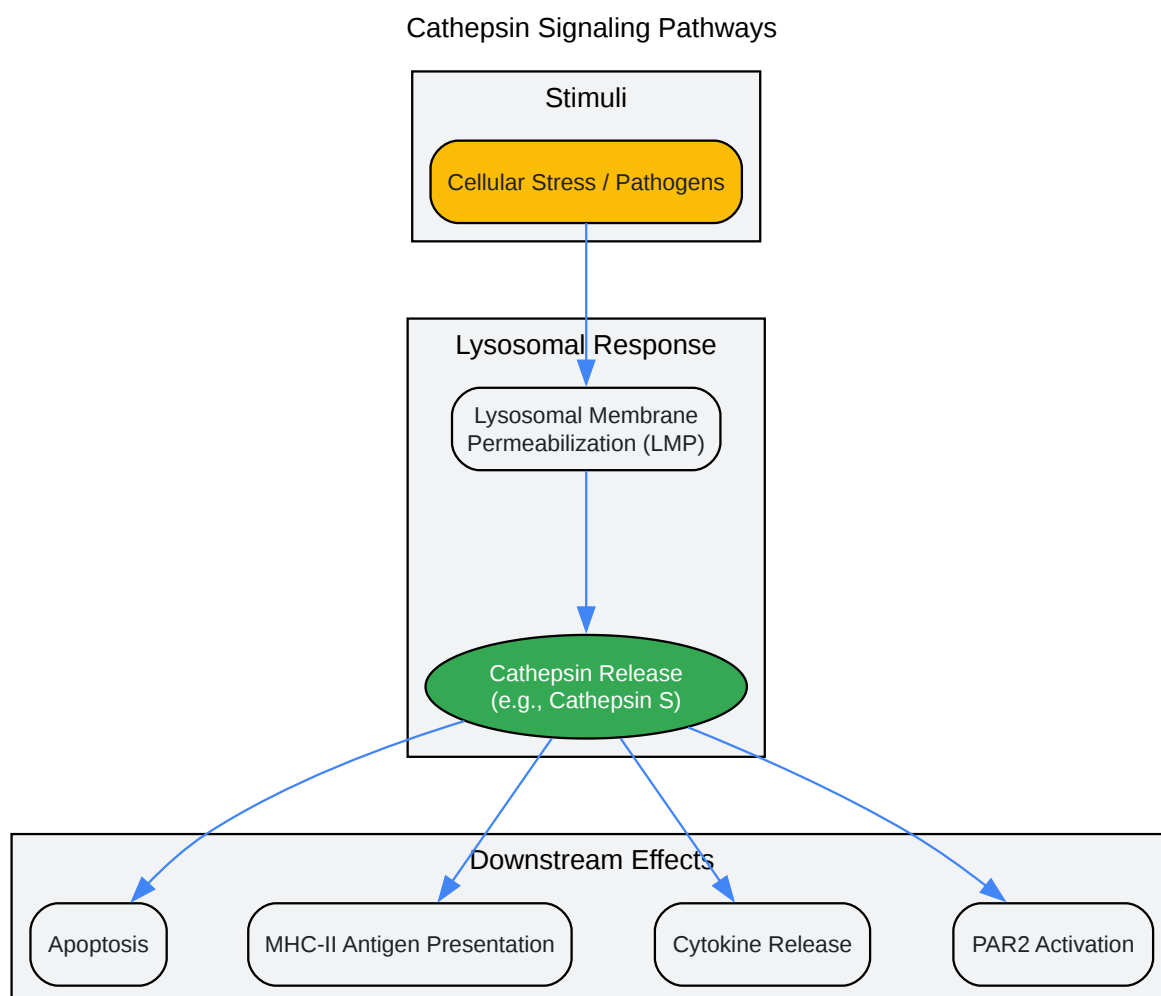 Cathepsin Signaling Pathways
Stimuli
Cellular Stress / Pathogens
Lysosomal Response
Lysosomal Membrane
Permeabilization (LMP)
Cathepsin Release
(e.g., Cathepsin S)
Downstream Effects
Apoptosis
MHC-II Antigen Presentation
Cytokine Release
PAR2 Activation